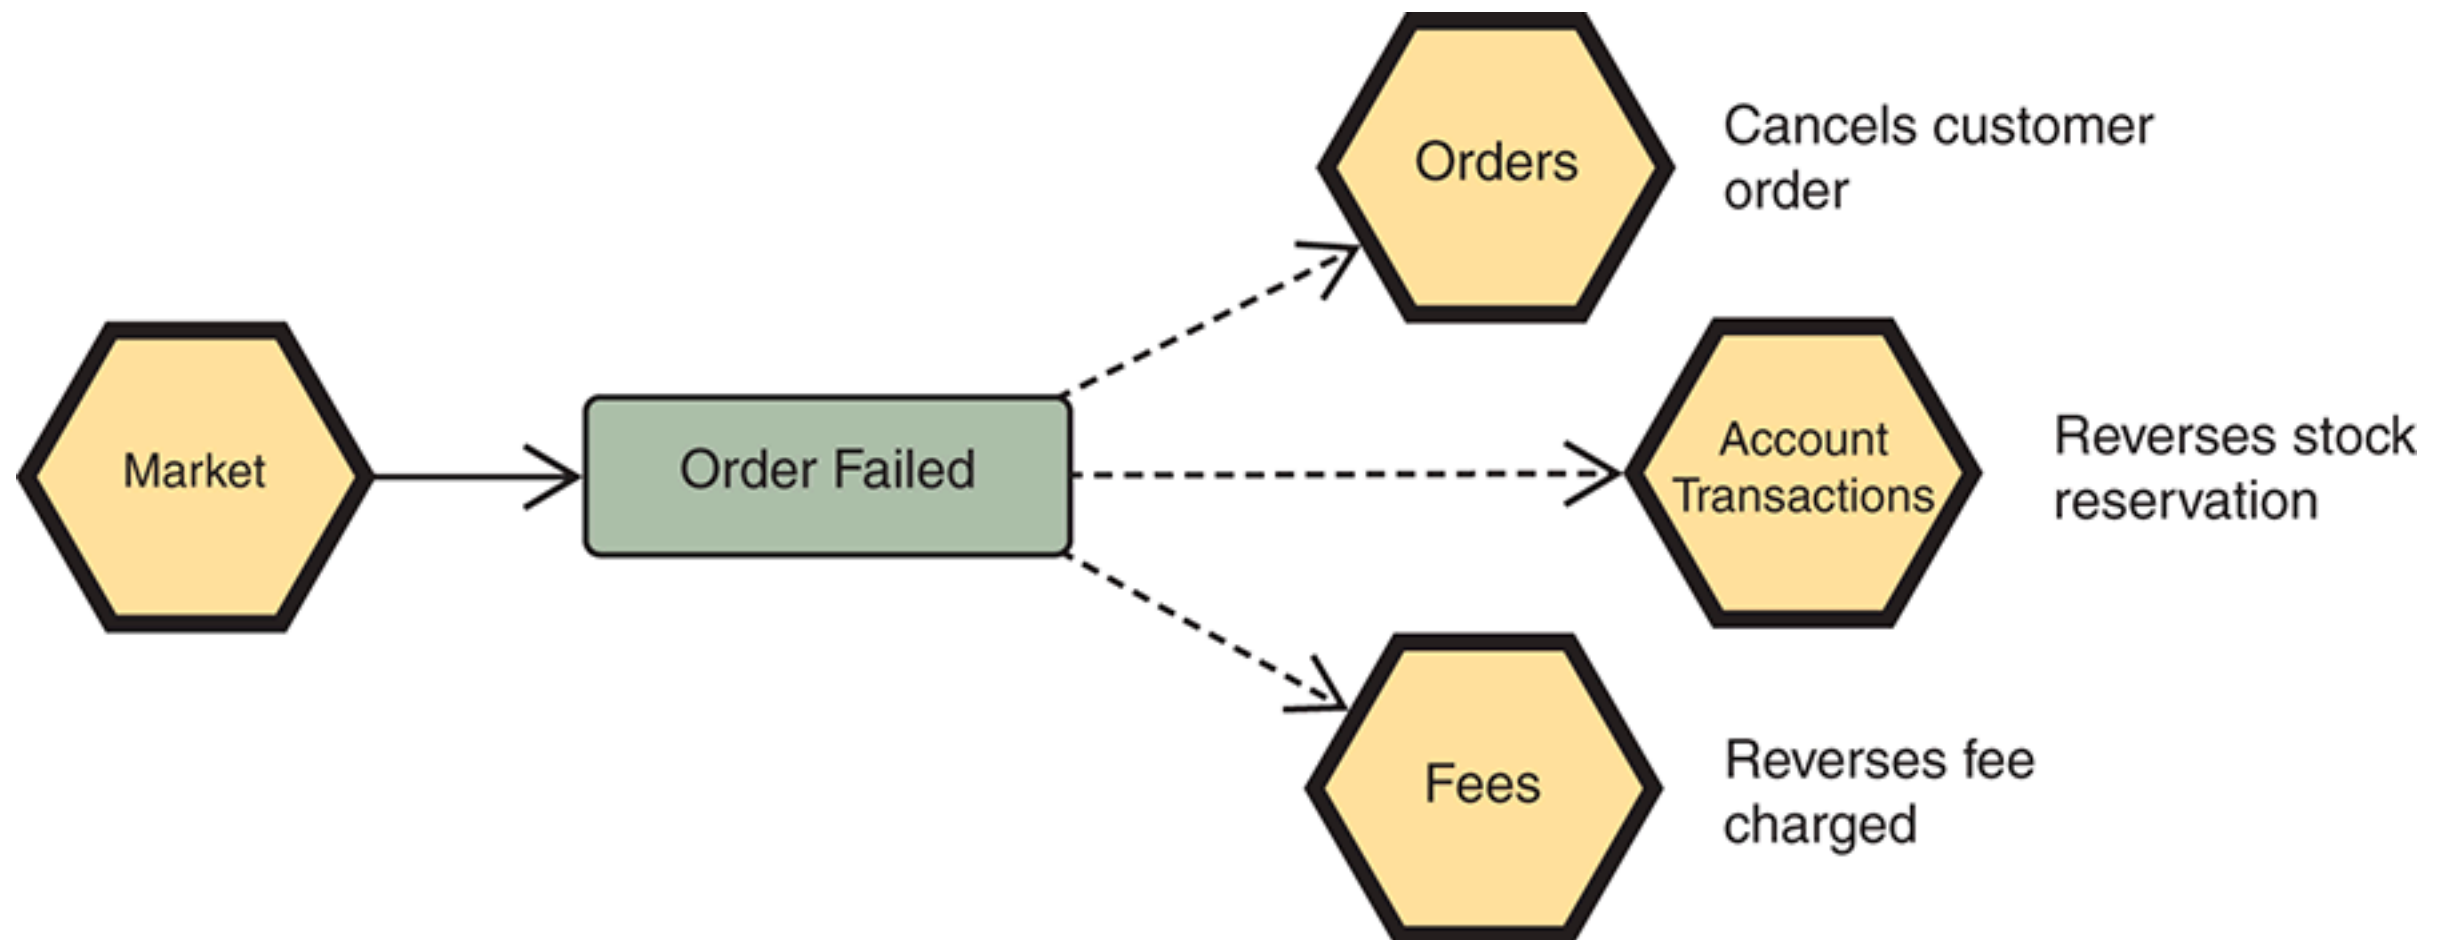 Market
Order Failed
Orders
Cancels customer
order
Account
Transactions
Reverses stock
reservation
Fees
Reverses fee
charged